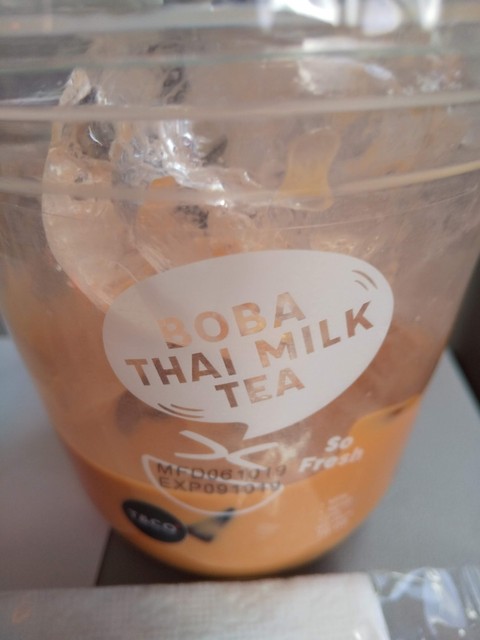 BOBA
THAI MILK
TEA
So
Fresh
MFD061019
EXP091019